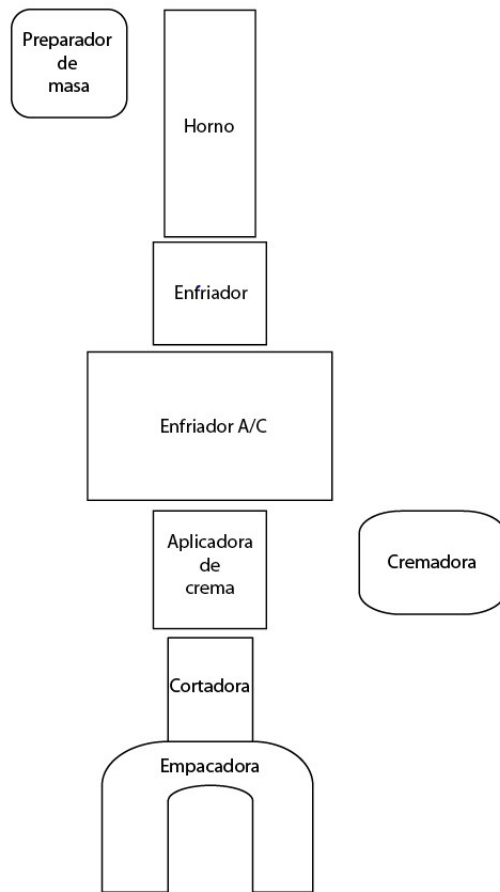 Preparador
de
masa
Horno
Enfriador
Enfriador A/C
Aplicadora
de
crema
Cremadora
Cortadora
Empacadora